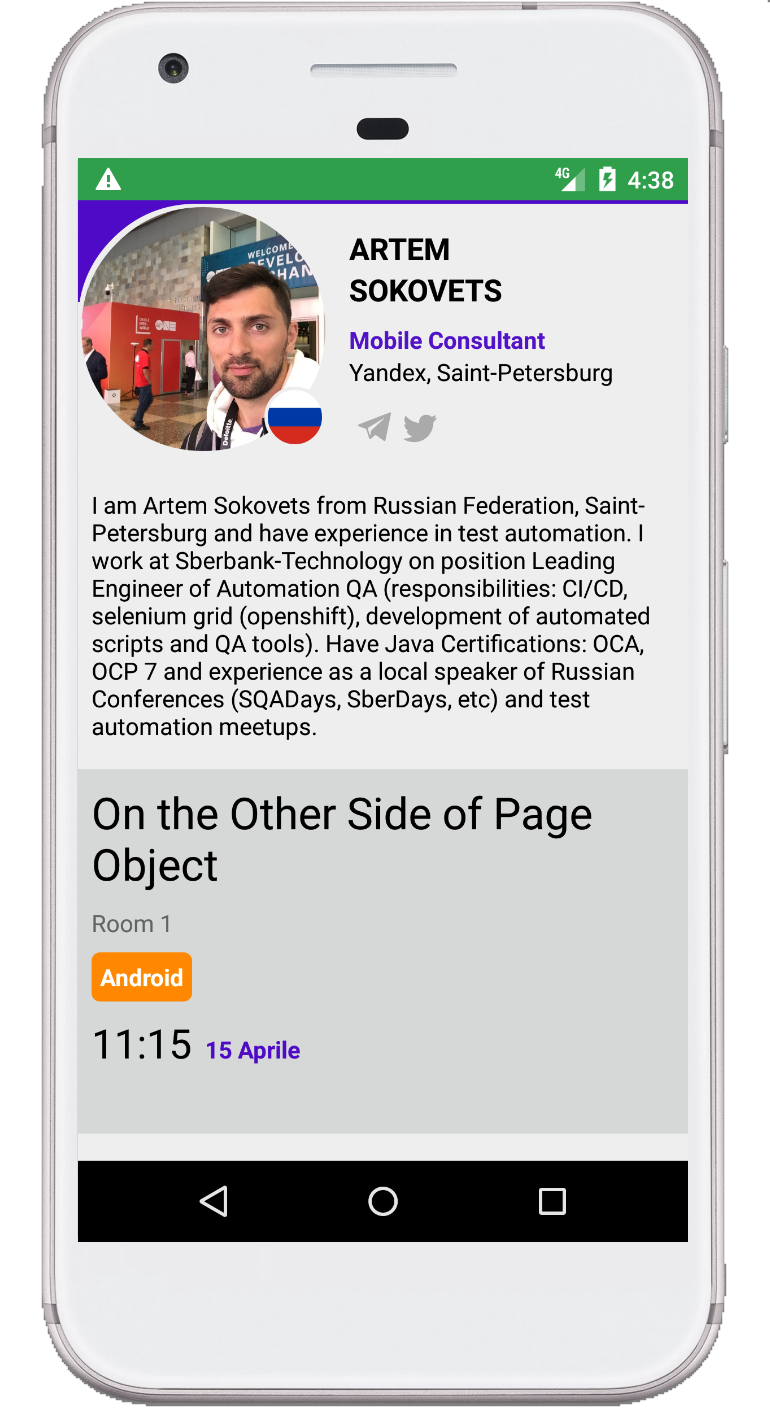 4G
4:38
WELCOME
DEVELO
CHAN
ARTEM
SOKOVETS
Mobile Consultant
Yandex, Saint-Petersburg
Deloitte
I am Artem Sokovets from Russian Federation, Saint-
Petersburg and have experience in test automation. I
work at Sberbank-Technology on position Leading
Engineer of Automation QA (responsibilities: CI/CD,
selenium grid (openshift), development of automated
scripts and QA tools). Have Java Certifications: OCA,
OCP 7 and experience as a local speaker of Russian
Conferences (SQADays, SberDays, etc) and test
automation meetups.
On the Other Side of Page
Object
Room 1
Android
11:15 15 Aprile